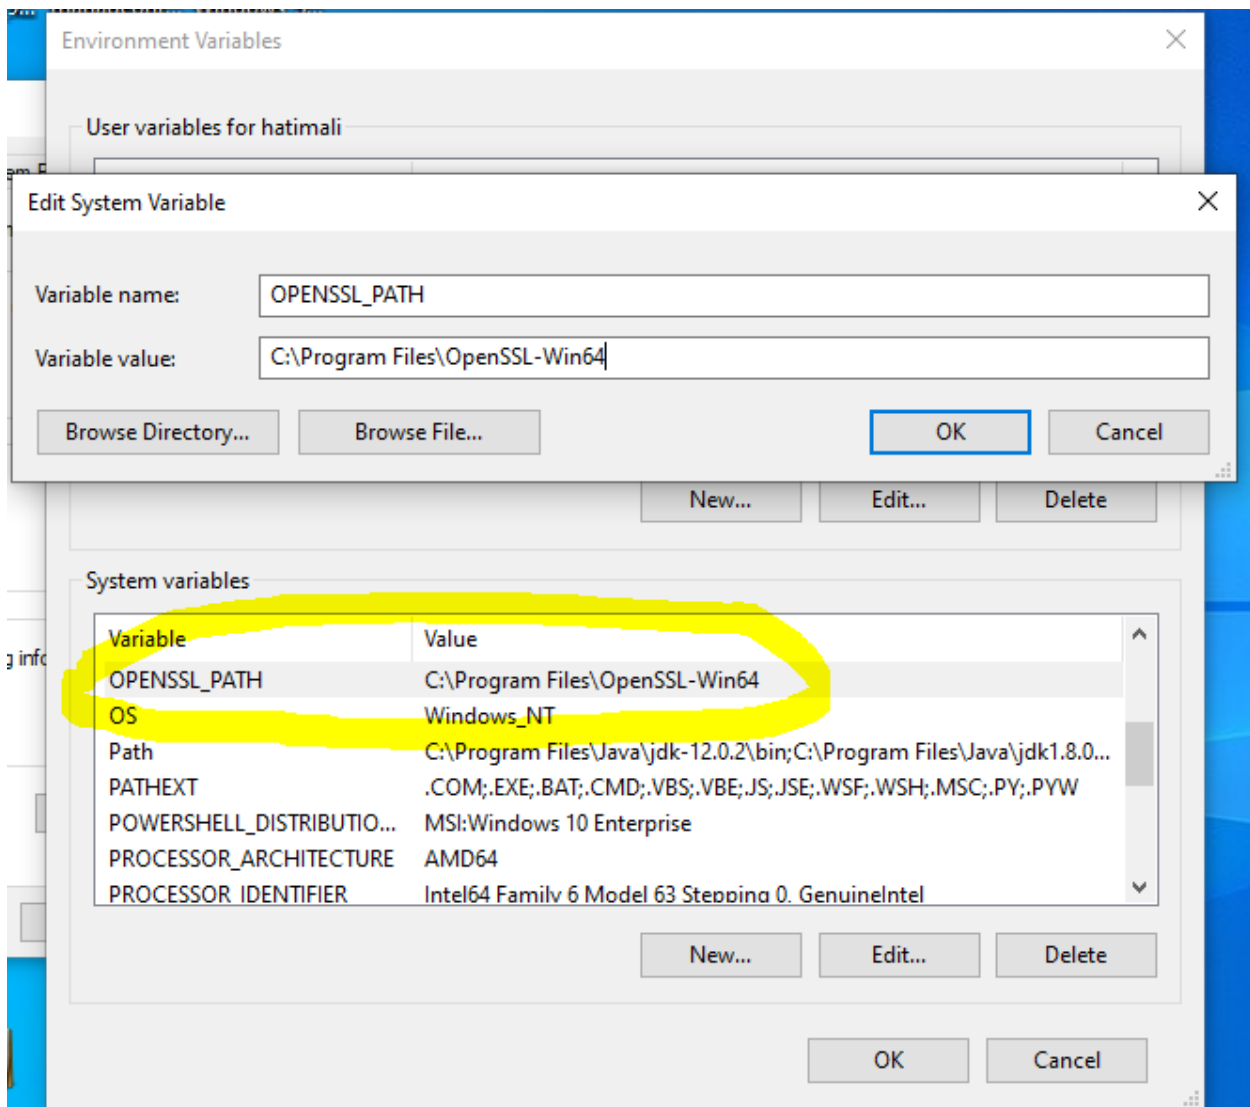 Environment Variables
User variables for hatimali
Edit System Variable
Variable name: OPENSSL_PATH
Variable value: C:\Program Files\OpenSSL-Win64
Browse Directory... Browse File... OK Cancel
New... Edit... Delete
System variables
Variable Value
OPENSSL_PATH C:\Program Files\OpenSSL-Win64
OS Windows_NT
Path C:\Program Files\Java\jdk-12.0.2\bin;C:\Program Files\Java\jdk1.8.0...
PATHEXT .COM;.EXE;.BAT;.CMD;.VBS;.VBE;.JS;.JSE;.WSF;.WSH;.MSC;.PY;.PYW
POWERSHELL_DISTRIBUTIO... MSI:Windows 10 Enterprise
PROCESSOR_ARCHITECTURE AMD64
PROCESSOR_IDENTIFIER Intel64 Family 6 Model 63 Stepping 0, GenuineIntel
New... Edit... Delete
OK Cancel